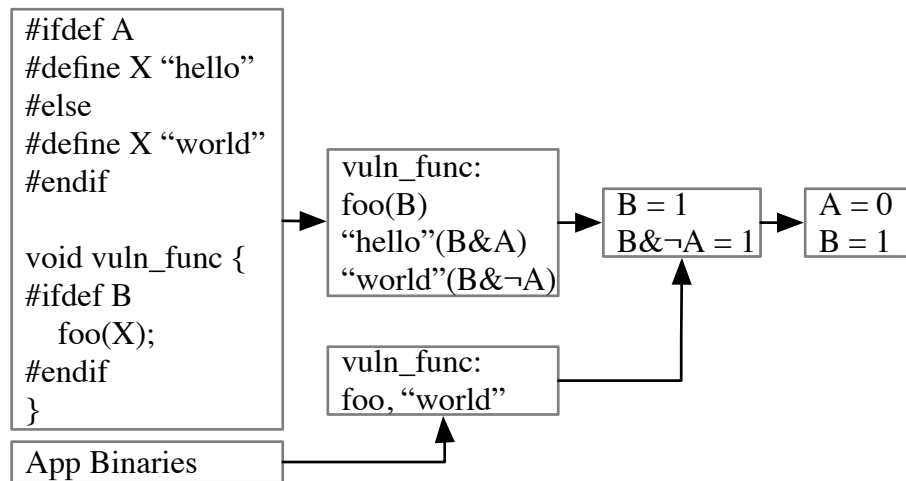 #ifdef A
#define X “hello”
#else
#define X “world”
#endif
void vuln_func {
#ifdef B
foo(X);
#endif
}
App Binaries
vuln_func:
foo(B)
“hello”(B&A)
“world”(B&¬A)
vuln_func:
foo, “world”
B = 1
B&¬A = 1
A = 0
B = 1